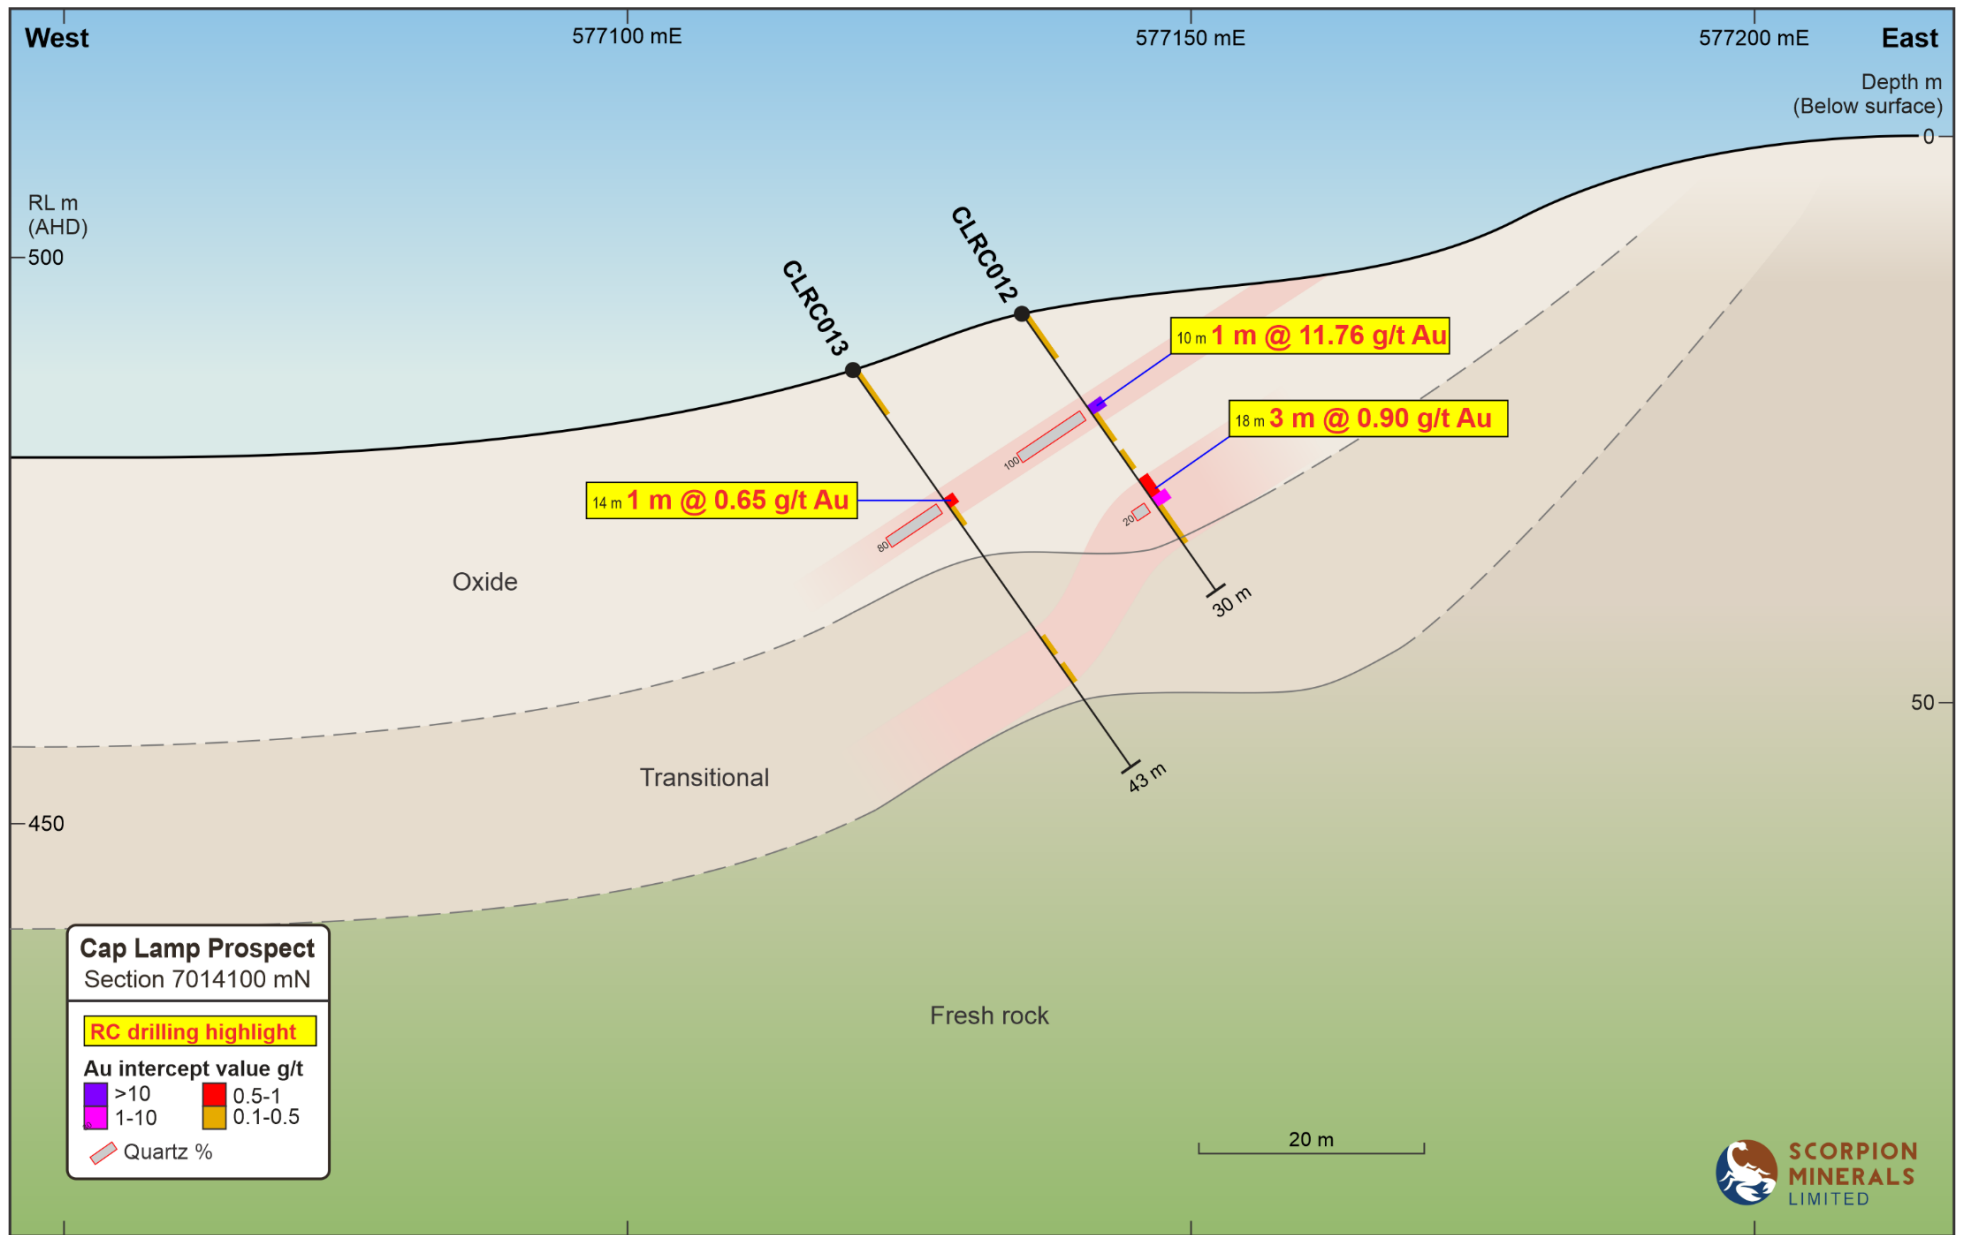 West
577100 mE
577150 mE
577200 mE
East
Depth m
(Below surface)
0
RL m
(AHD)
500
CLRC012
CLRC013
10 m 1 m @ 11.76 g/t Au
18 m 3 m @ 0.90 g/t Au
14 m 1 m @ 0.65 g/t Au
100
20
80
Oxide
30 m
50
Transitional
43 m
450
Fresh rock
Cap Lamp Prospect
Section 7014100 mN
RC drilling highlight
Au intercept value g/t
>10
0.5-1
1-10
0.1-0.5
Quartz %
20 m
SCORPION
MINERALS
LIMITED